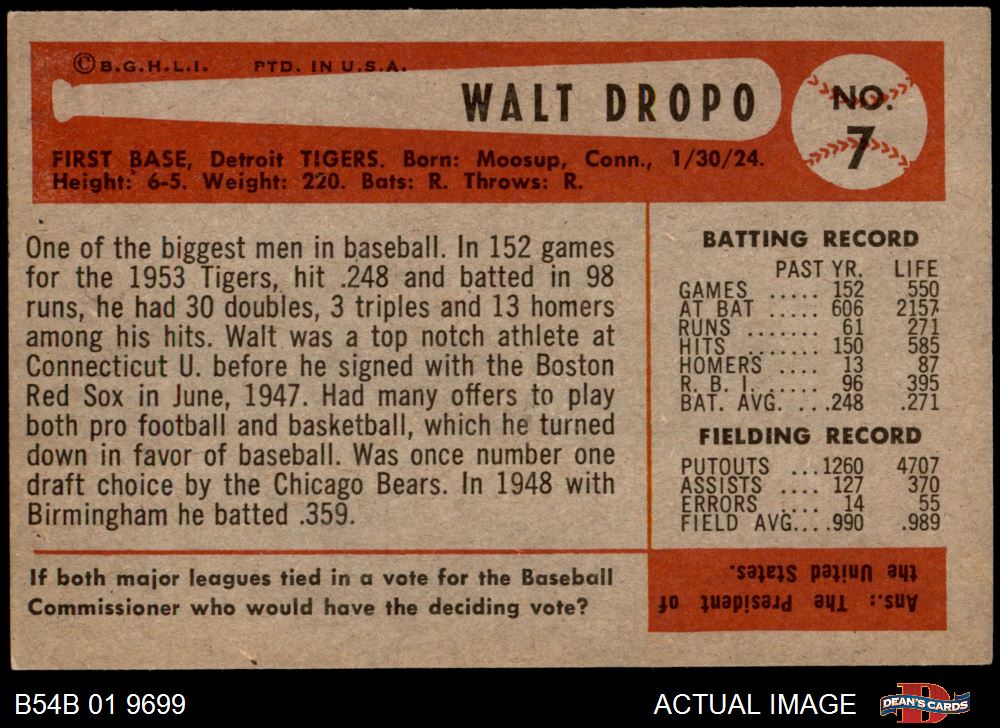 ©B.G.H.L.I. PTD. IN U.S.A.
WALT DROPO
NO.
7
FIRST BASE, Detroit TIGERS. Born: Moosup, Conn., 1/30/24.
Height: 6-5. Weight: 220. Bats: R. Throws: R.
One of the biggest men in baseball. In 152 games
for the 1953 Tigers, hit .248 and batted in 98
runs, he had 30 doubles, 3 triples and 13 homers
among his hits. Walt was a top notch athlete at
Connecticut U. before he signed with the Boston
Red Sox in June, 1947. Had many offers to play
both pro football and basketball, which he turned
down in favor of baseball. Was once number one
draft choice by the Chicago Bears. In 1948 with
Birmingham he batted .359.
BATTING RECORD
PAST YR. LIFE
GAMES ..... 152 550
AT BAT ..... 606 2157
RUNS ....... 61 271
HITS ........ 150 585
HOMERS .... 13 87
R. B. I. ..... 96 395
BAT. AVG. ...248 .271
FIELDING RECORD
PUTOUTS ...1260 4707
ASSISTS .... 127 370
ERRORS .... 14 55
FIELD AVG....990 .989
If both major leagues tied in a vote for the Baseball
Commissioner who would have the deciding vote?
Ans.: The President of
the United States.
B54B 01 9699
ACTUAL IMAGE
DEAN'S CARDS